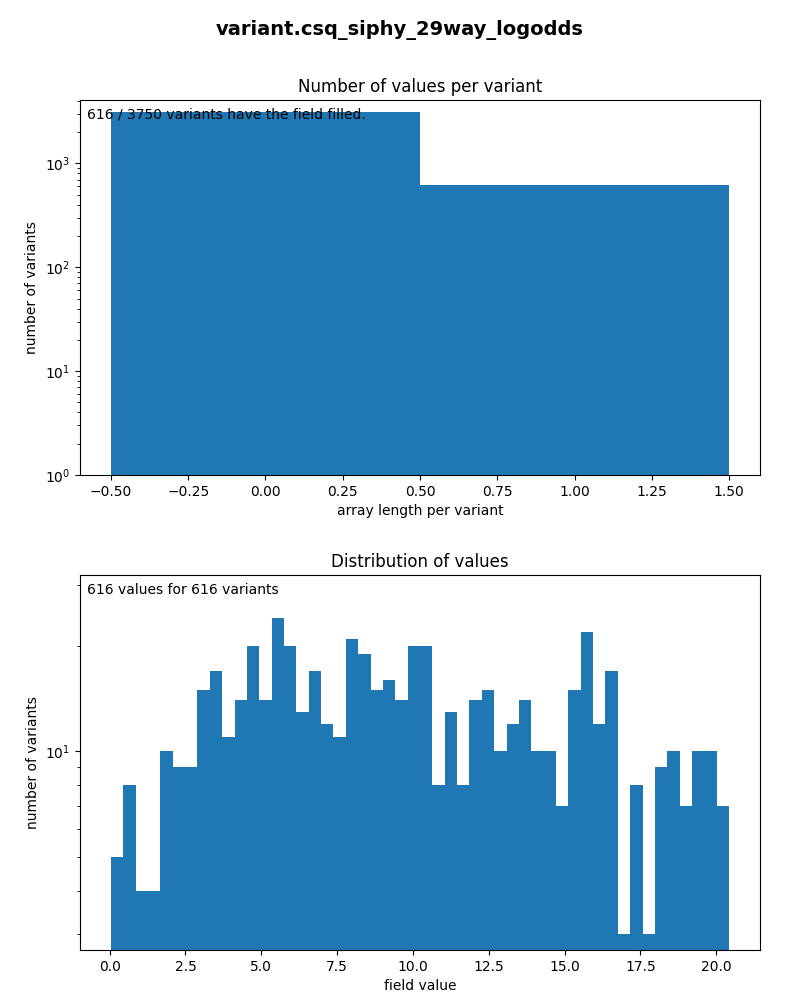 variant.csq_siphy_29way_logodds
Number of values per variant
616 / 3750 variants have the field filled.
number of variants
10³
10²
10¹
10⁰
−0.50 −0.25 0.00 0.25 0.50 0.75 1.00 1.25 1.50
array length per variant
Distribution of values
616 values for 616 variants
number of variants
10¹
0.0 2.5 5.0 7.5 10.0 12.5 15.0 17.5 20.0
field value